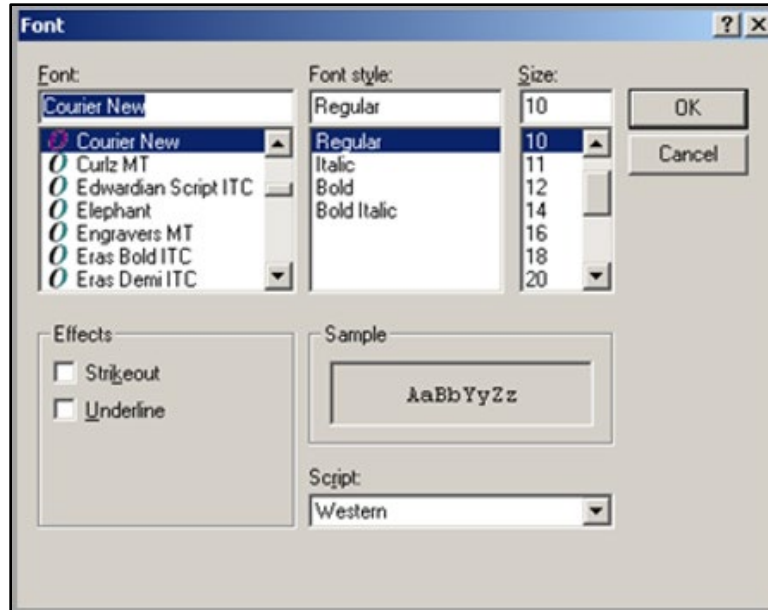 Font
Font:
Courier New
Courier New
Curlz MT
Edwardian Script ITC
Elephant
Engravers MT
Eras Bold ITC
Eras Demi ITC
Font style:
Regular
Regular
Italic
Bold
Bold Italic
Size:
10
10
11
12
14
16
18
20
OK
Cancel
Effects
Strikeout
Underline
Sample
AaBbYyZz
Script:
Western